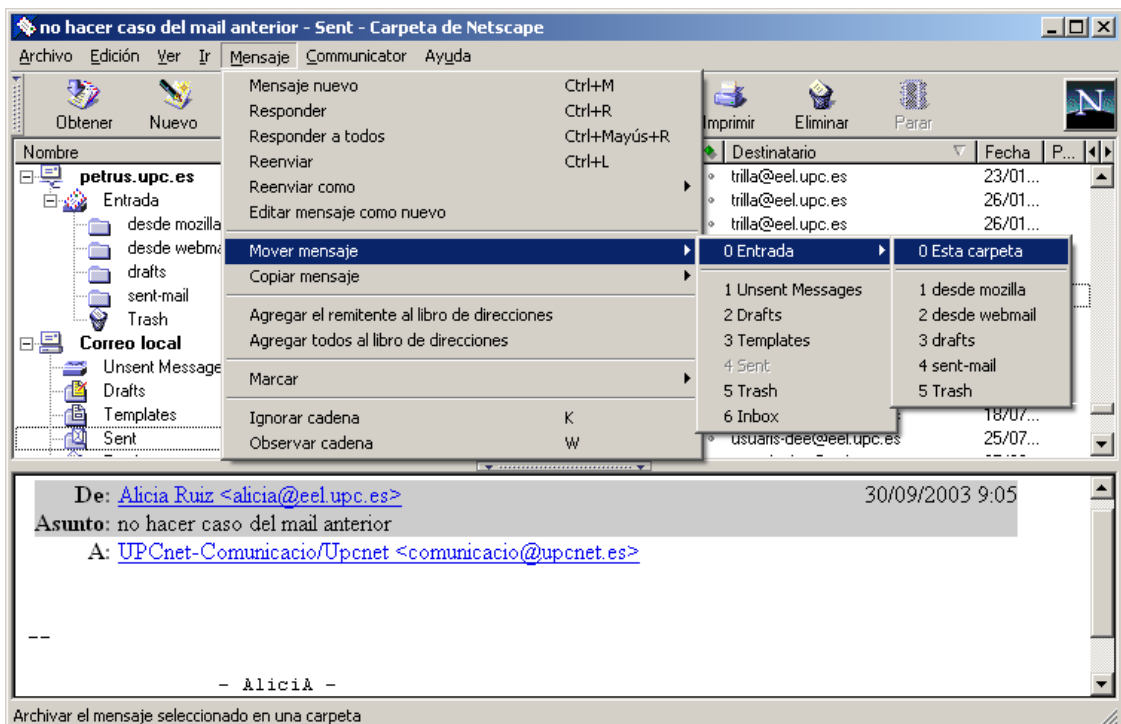 no hacer caso del mail anterior - Sent - Carpeta de Netscape
Archivo Edición Ver Ir Mensaje Communicator Ayuda
Obtener Nuevo Imprimir Eliminar Parar N
Nombre Destinatario Fecha P...
petrus.upc.es
Entrada
desde mozilla
desde webma
drafts
sent-mail
Trash
Correo local
Unsent Message
Drafts
Templates
Sent
Mensaje nuevo Ctrl+M
Responder Ctrl+R
Responder a todos Ctrl+Mayús+R
Reenviar Ctrl+L
Reenviar como
Editar mensaje como nuevo
Mover mensaje
Copiar mensaje
Agregar el remitente al libro de direcciones
Agregar todos al libro de direcciones
Marcar
Ignorar cadena K
Observar cadena W
0 Entrada
1 Unsent Messages
2 Drafts
3 Templates
4 Sent
5 Trash
6 Inbox
0 Esta carpeta
1 desde mozilla
2 desde webmail
3 drafts
4 sent-mail
5 Trash
trilla@eel.upc.es 23/01...
trilla@eel.upc.es 26/01...
trilla@eel.upc.es 26/01...
18/07...
usuaris-dee@eel.upc.es 25/07...
De: Alicia Ruiz <alicia@eel.upc.es> 30/09/2003 9:05
Asunto: no hacer caso del mail anterior
A: UPCnet-Comunicacio/Upcnet <comunicacio@upcnet.es>
--
- AliciA -
Archivar el mensaje seleccionado en una carpeta